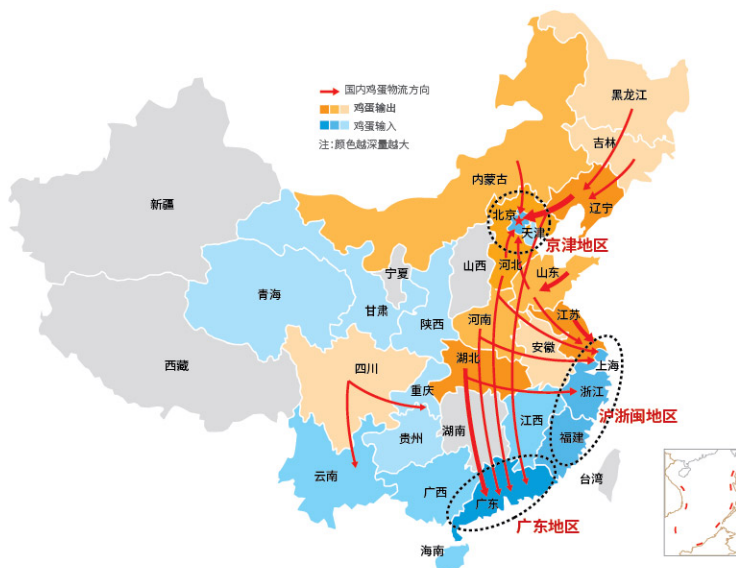 国内鸡蛋物流方向
鸡蛋输出
鸡蛋输入
注：颜色越深量越大
黑龙江
吉林
辽宁
内蒙古
北京
天津
京津地区
新疆
宁夏
山西
河北
山东
青海
甘肃
陕西
河南
江苏
安徽
上海
西藏
四川
湖北
重庆
浙江
沪浙闽地区
贵州
湖南
江西
福建
云南
广西
广东
台湾
广东地区
海南